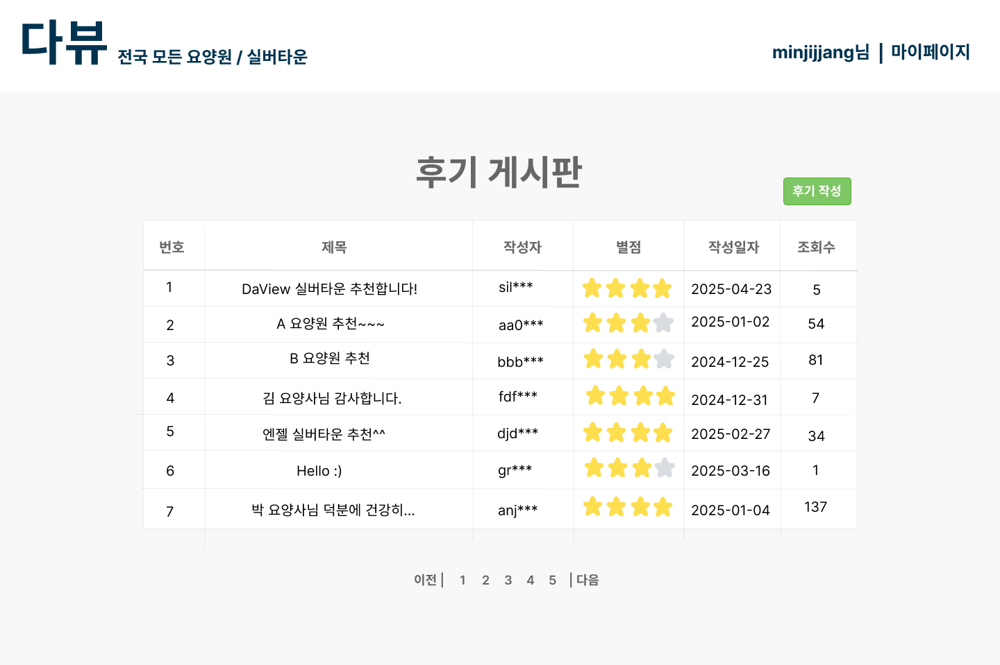 다뷰 전국 모든 요양원 / 실버타운
minjijjang님 | 마이페이지
후기 게시판
후기 작성
번호 제목 작성자 별점 작성일자 조회수
1 DaView 실버타운 추천합니다! sil*** 2025-04-23 5
2 A 요양원 추천~~~ aa0*** 2025-01-02 54
3 B 요양원 추천 bbb*** 2024-12-25 81
4 김 요양사님 감사합니다. fdf*** 2024-12-31 7
5 엔젤 실버타운 추천^^ djd*** 2025-02-27 34
6 Hello :) gr*** 2025-03-16 1
7 박 요양사님 덕분에 건강히... anj*** 2025-01-04 137
이전 | 1 2 3 4 5 | 다음